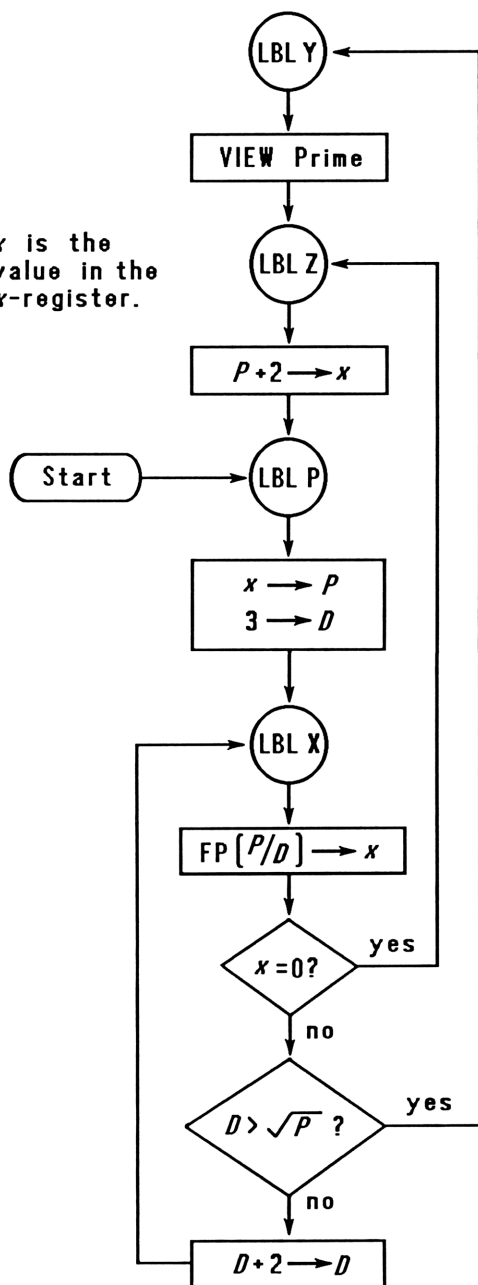 LBL Y
VIEW Prime
x is the
value in the
x-register.
LBL Z
P+2 → x
Start
LBL P
x → P
3 → D
LBL X
FP[P/D] → x
x=0?
yes
no
D > √P ?
yes
no
D+2 → D